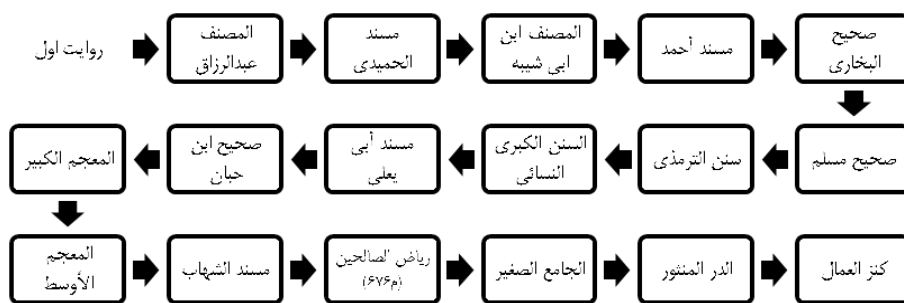 روایت اول
المصنف
عبدالرزاق
مسند
الحمیدی
المصنف ابن
ابی شیبه
مسند أحمد
صحیح
البخاری
صحیح مسلم
سنن الترمذی
السنن الکبری
النسائی
مسند أبی
یعلی
صحیح ابن
حبان
المعجم الکبیر
المعجم
الأوسط
مسند الشهاب
ریاض الصالحین
(م۶۷۶)
الجامع الصغیر
الدر المنثور
کنز العمال